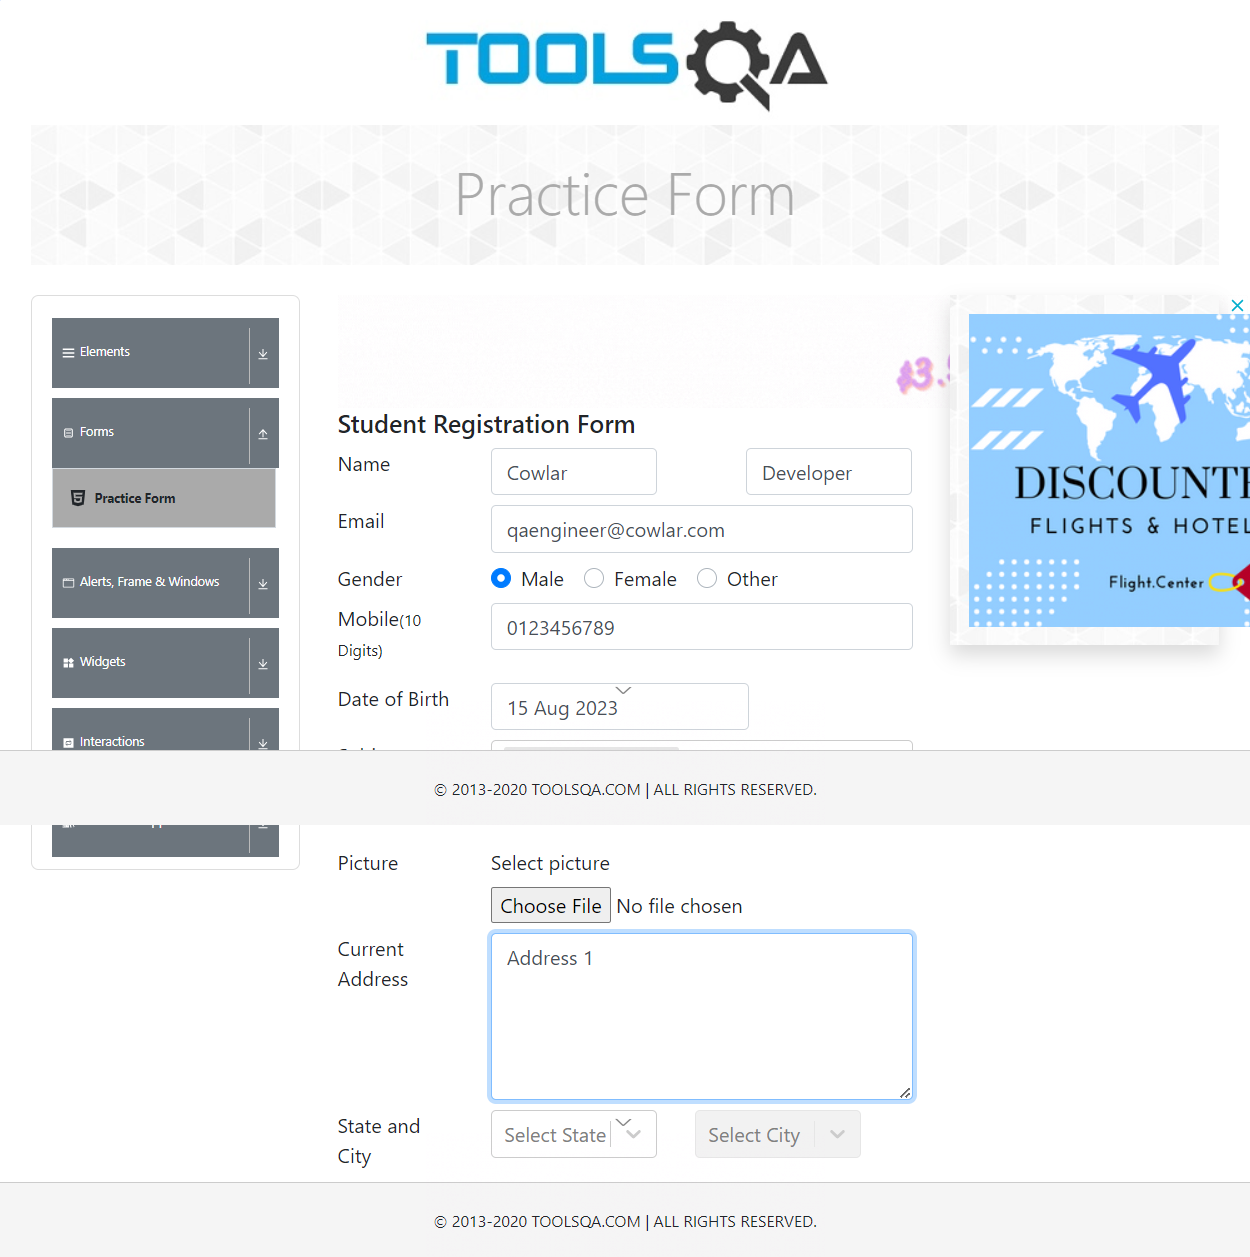 TOOLSQA
Practice Form
Elements
Forms
Practice Form
Alerts, Frame & Windows
Widgets
Interactions
$3.
Student Registration Form
Name
Cowlar
Developer
Email
qaengineer@cowlar.com
Gender
Male
Female
Other
Mobile(10
Digits)
0123456789
Date of Birth
15 Aug 2023
DISCOUNT
FLIGHTS & HOTEL
Flight.Center
© 2013-2020 TOOLSQA.COM | ALL RIGHTS RESERVED.
Picture
Select picture
Choose File No file chosen
Current
Address
Address 1
State and
City
Select State
Select City
© 2013-2020 TOOLSQA.COM | ALL RIGHTS RESERVED.